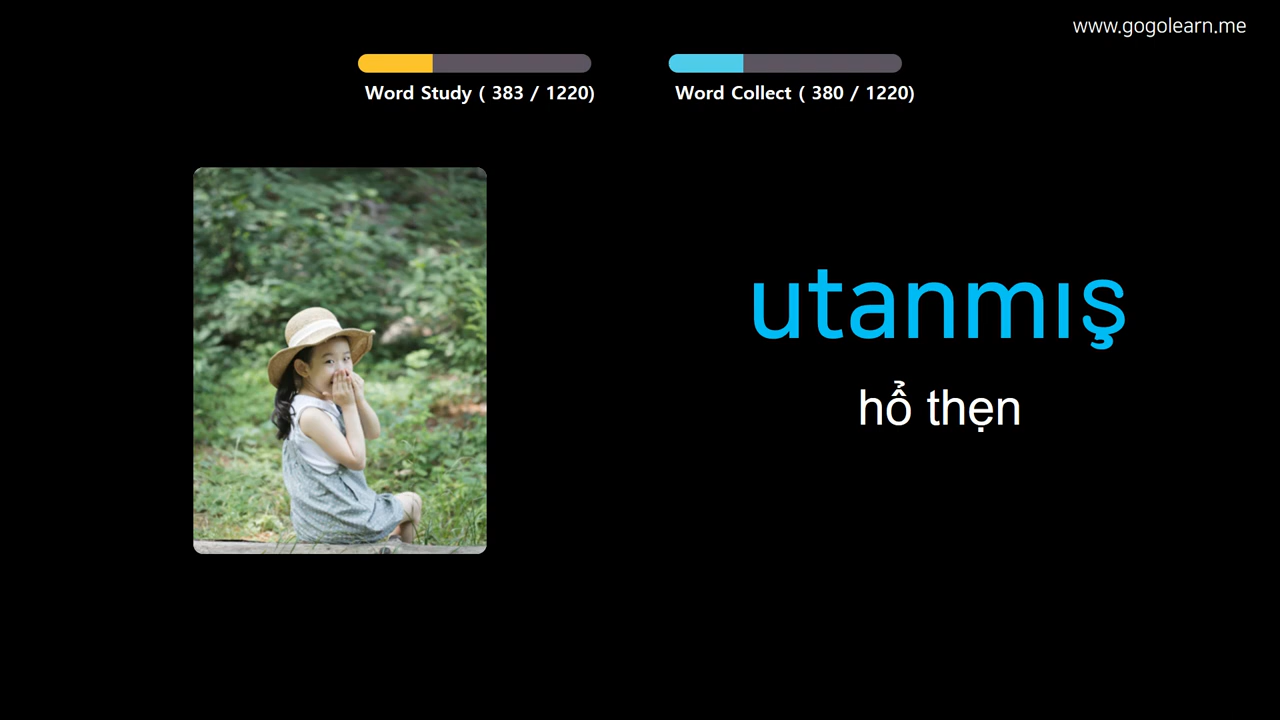 www.gogolearn.me
Word Study ( 383 / 1220)
Word Collect ( 380 / 1220)
utanmış
hổ thẹn